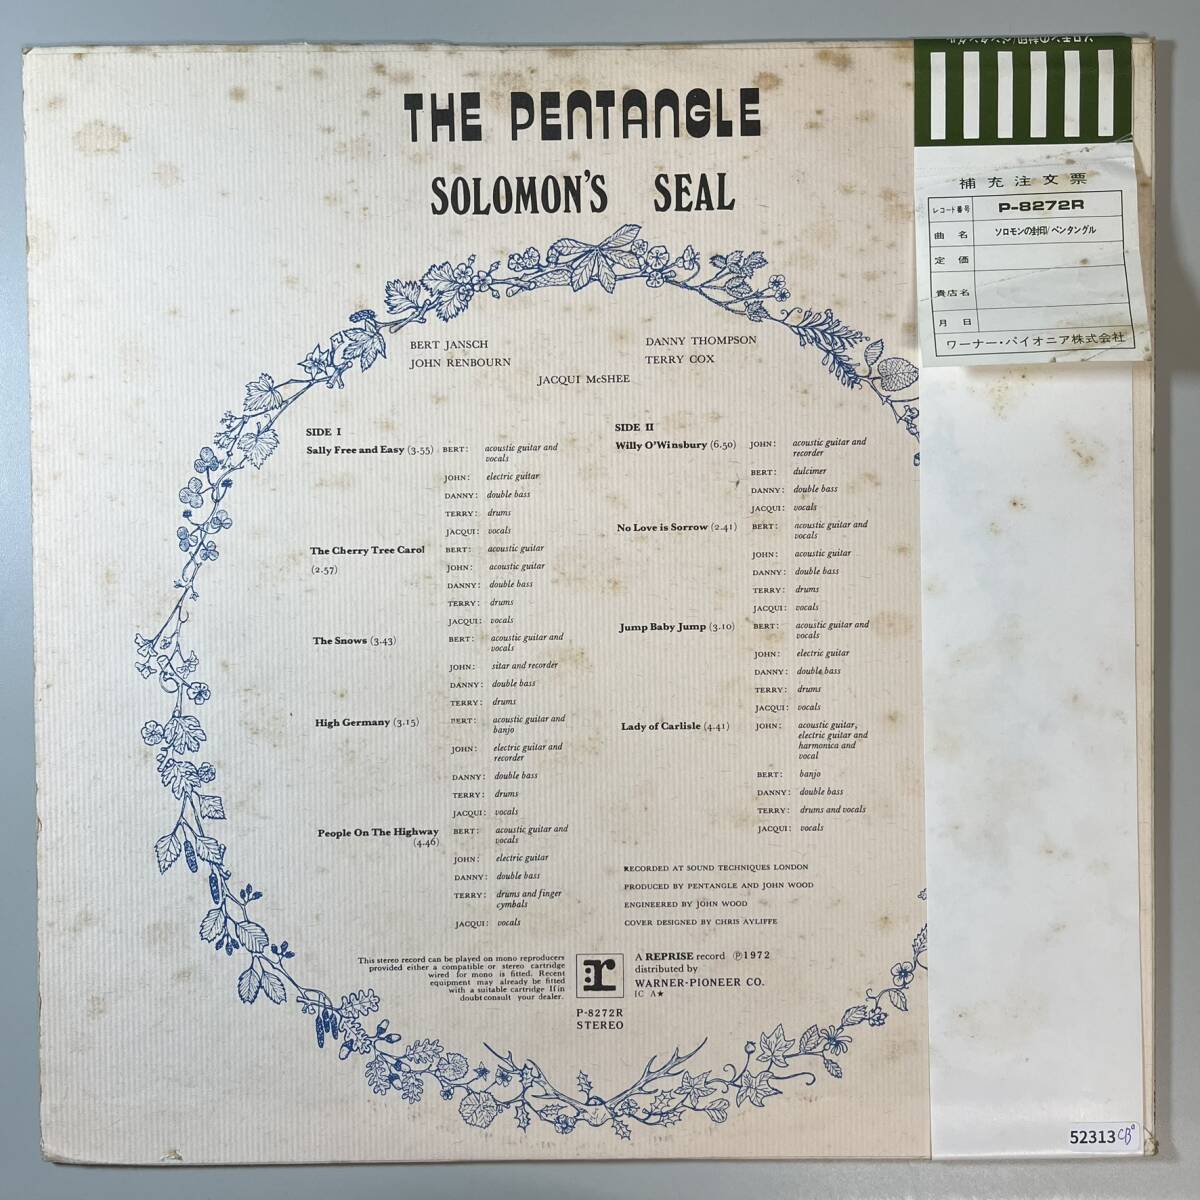 THE PENTANGLE
SOLOMON'S SEAL
BERT JANSCH
JOHN RENBOURN
DANNY THOMPSON
TERRY COX
JACQUI McSHEE
SIDE I
Sally Free and Easy (3.55) BERT: acoustic guitar and
vocals
JOHN: electric guitar
DANNY: double bass
TERRY: drums
JACQUI: vocals
The Cherry Tree Carol BERT: acoustic guitar
(2.57) JOHN: acoustic guitar
DANNY: double bass
TERRY: drums
JACQUI: vocals
The Snows (3.43) BERT: acoustic guitar and
vocals
JOHN: sitar and recorder
DANNY: double bass
TERRY: drums
High Germany (3.15) BERT: acoustic guitar and
banjo
JOHN: electric guitar and
recorder
DANNY: double bass
TERRY: drums
JACQUI: vocals
People On The Highway BERT: acoustic guitar and
(4.46) vocals
JOHN: electric guitar
DANNY: double bass
TERRY: drums and finger
cymbals
JACQUI: vocals
SIDE II
Willy O'Winsbury (6.50) JOHN: acoustic guitar and
recorder
BERT: dulcimer
DANNY: double bass
JACQUI: vocals
No Love is Sorrow (2.41) BERT: acoustic guitar and
vocals
JOHN: acoustic guitar
DANNY: double bass
TERRY: drums
JACQUI: vocals
Jump Baby Jump (3.10) BERT: acoustic guitar and
vocals
JOHN: electric guitar
DANNY: double bass
TERRY: drums
JACQUI: vocals
Lady of Carlisle (4.41) JOHN: acoustic guitar,
electric guitar and
harmonica and
vocal
BERT: banjo
DANNY: double bass
TERRY: drums and vocals
JACQUI: vocals
RECORDED AT SOUND TECHNIQUES LONDON
PRODUCED BY PENTANGLE AND JOHN WOOD
ENGINEERED BY JOHN WOOD
COVER DESIGNED BY CHRIS AYLIFFE
This stereo record can be played on mono reproducers
provided either a compatible or stereo cartridge
wired for mono is fitted. Recent
equipment may already be fitted
with a suitable cartridge If in
doubt consult your dealer.
r
P-8272R
STEREO
A REPRISE record ℗1972
distributed by
WARNER-PIONEER CO.
IC A★
ソロモンの封印/ペンタングル
補充注文票
レコード番号 P-8272R
曲名 ソロモンの封印/ペンタングル
定価
貴店名
月日
ワーナー・パイオニア株式会社
52313 CB°